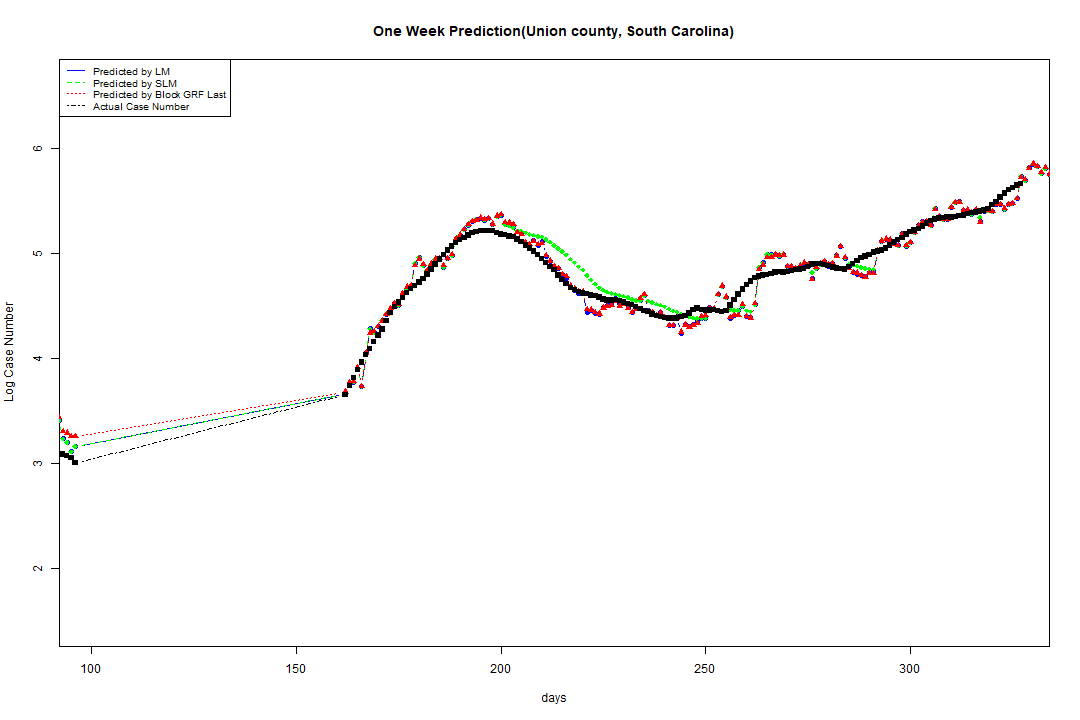 One Week Prediction(Union county, South Carolina)
Predicted by LM
Predicted by SLM
Predicted by Block GRF Last
Actual Case Number
6
5
4
3
2
Log Case Number
100 150 200 250 300
days